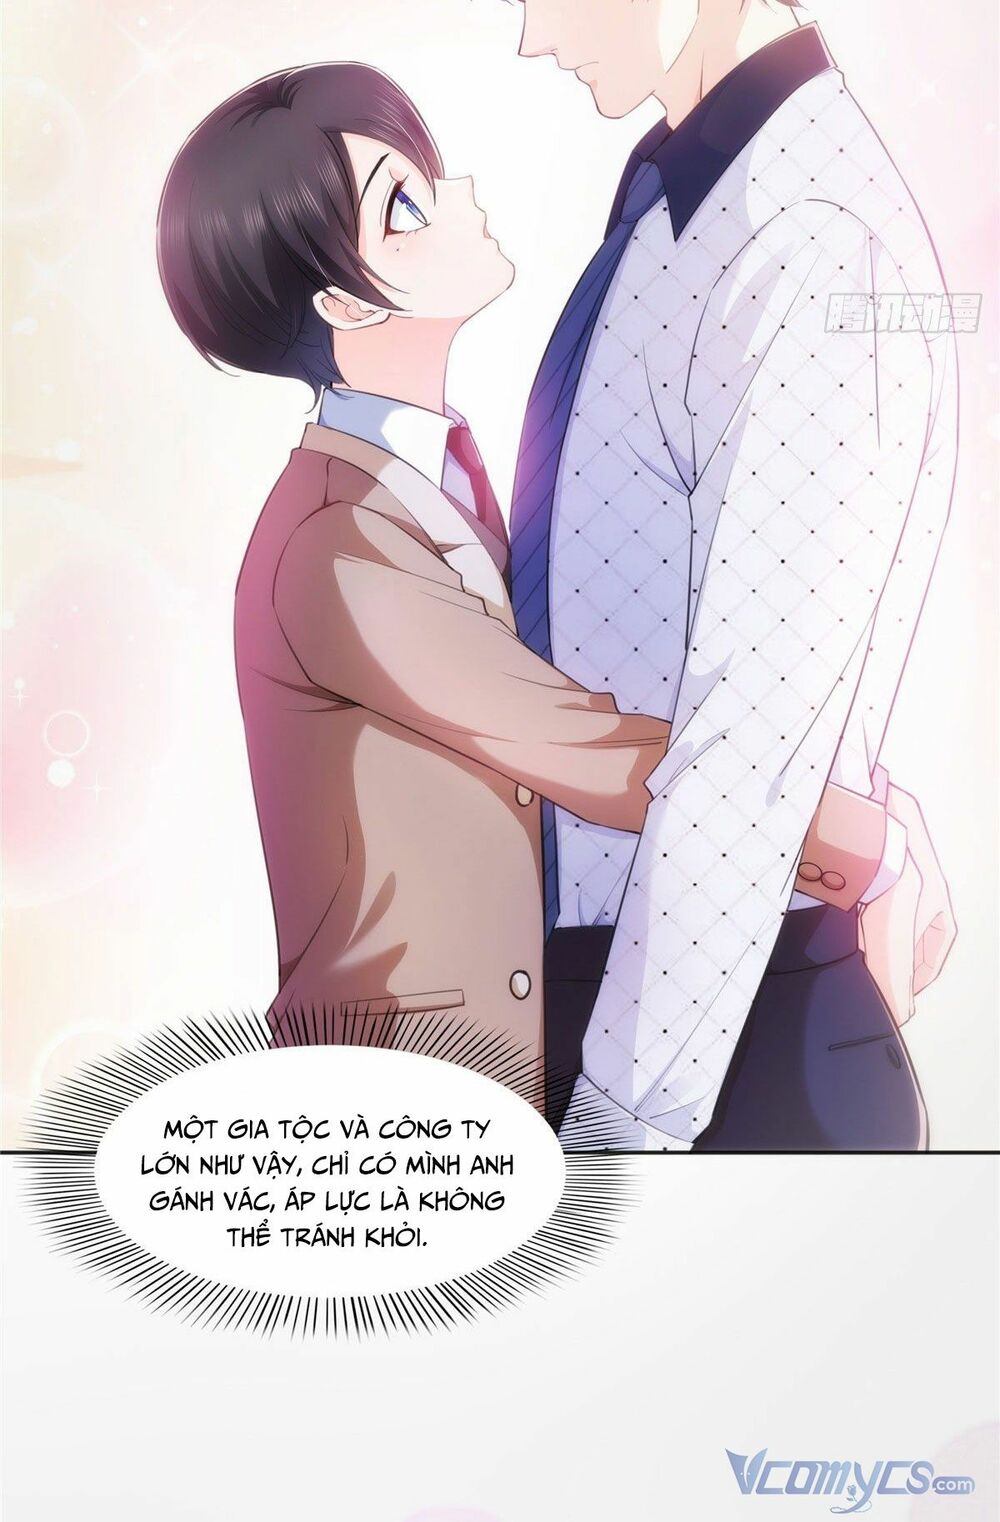 腾讯动漫
MỘT GIA TỘC VÀ CÔNG TY
LỚN NHƯ VẬY, CHỈ CÓ MÌNH ANH
GÁNH VÁC, ÁP LỰC LÀ KHÔNG
THỂ TRÁNH KHỎI.
Vcomycs.com